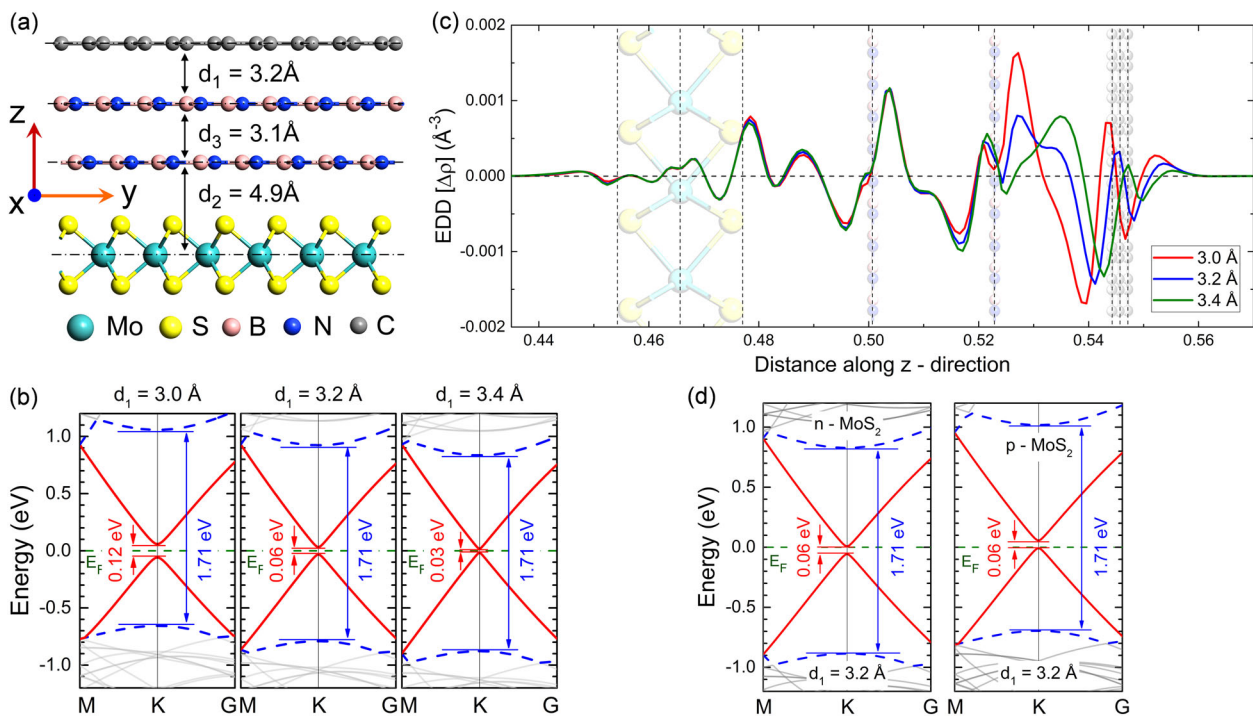 (a)
d1 = 3.2Å
d3 = 3.1Å
d2 = 4.9Å
z
x
y
Mo S B N C
(c)
EDD [Δρ] (Å-3)
0.002
0.001
0.000
-0.001
-0.002
3.0 Å
3.2 Å
3.4 Å
0.44 0.46 0.48 0.50 0.52 0.54 0.56
Distance along z - direction
(b)
d1 = 3.0 Å d1 = 3.2 Å d1 = 3.4 Å
Energy (eV)
1.0
0.5
0.0
-0.5
-1.0
EF
0.12 eV
1.71 eV
EF
0.06 eV
1.71 eV
EF
0.03 eV
1.71 eV
M K G M K G M K G
(d)
Energy (eV)
1.0
0.5
0.0
-0.5
-1.0
n - MoS2
EF
0.06 eV
1.71 eV
d1 = 3.2 Å
p - MoS2
EF
0.06 eV
1.71 eV
d1 = 3.2 Å
M K G M K G